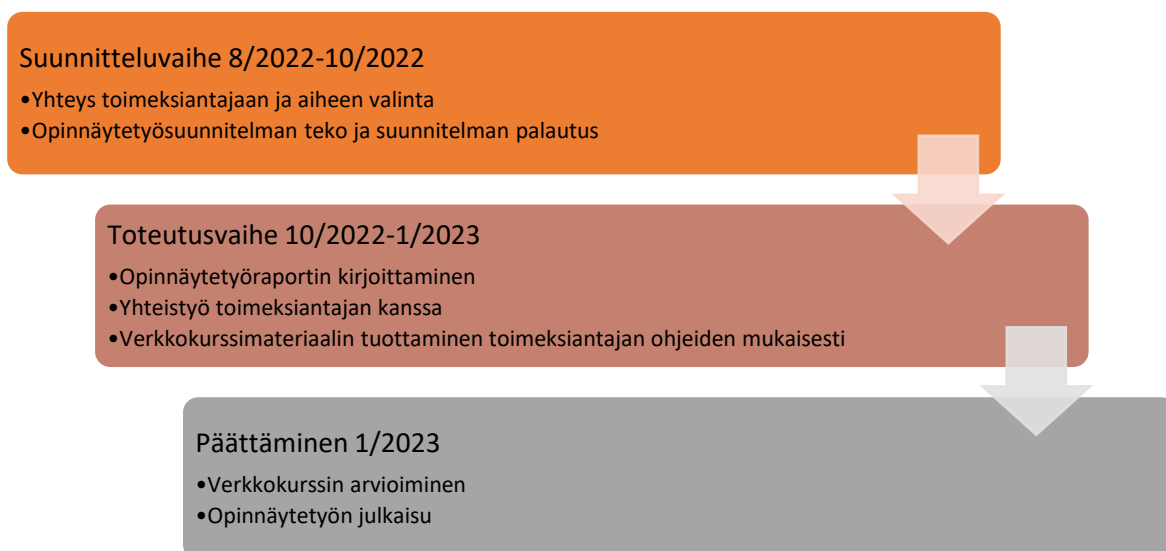 Suunnitteluvaihe 8/2022-10/2022
•Yhteys toimeksiantajaan ja aiheen valinta
•Opinnäytetyösuunnitelman teko ja suunnitelman palautus
Toteutusvaihe 10/2022-1/2023
•Opinnäytetyöraportin kirjoittaminen
•Yhteistyö toimeksiantajan kanssa
•Verkkokurssimateriaalin tuottaminen toimeksiantajan ohjeiden mukaisesti
Päättäminen 1/2023
•Verkkokurssin arvioiminen
•Opinnäytetyön julkaisu